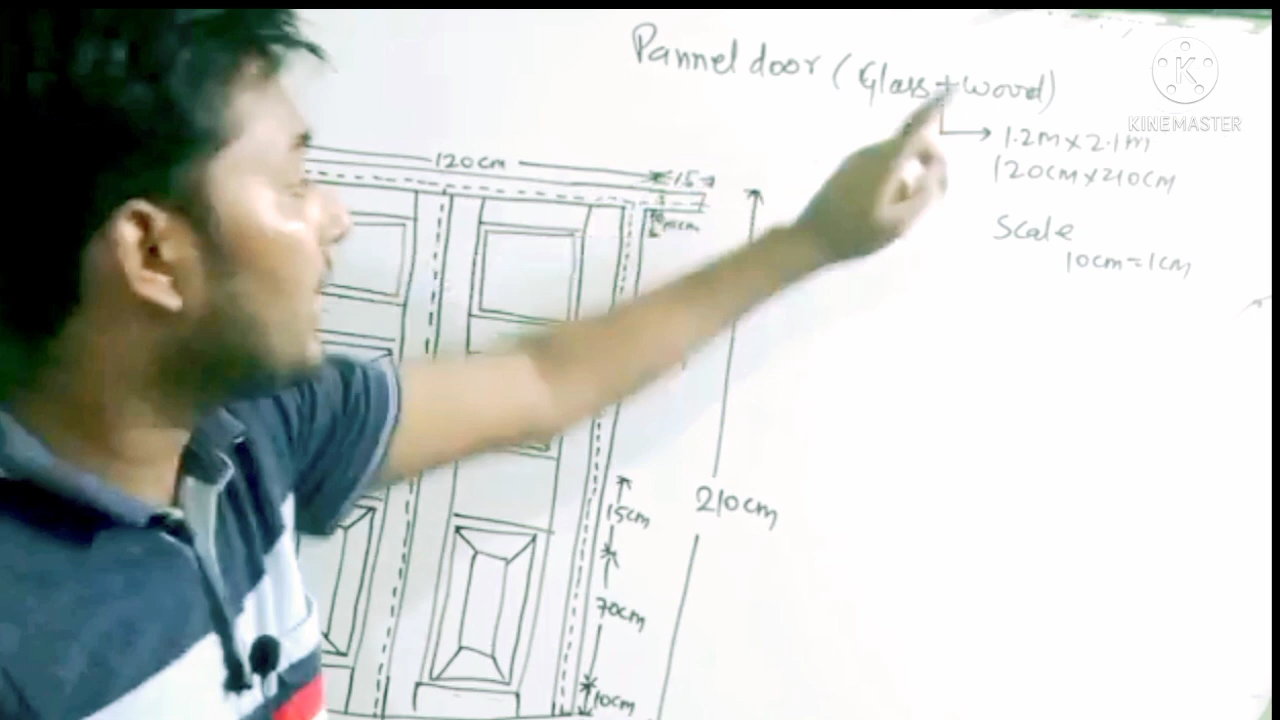 Pannel door (Glass + wood)
1.2M x 2.1M
120cm x 210cm
Scale
10cm = 1cm
120cm
15
210cm
15cm
70cm
10cm
KINEMASTER